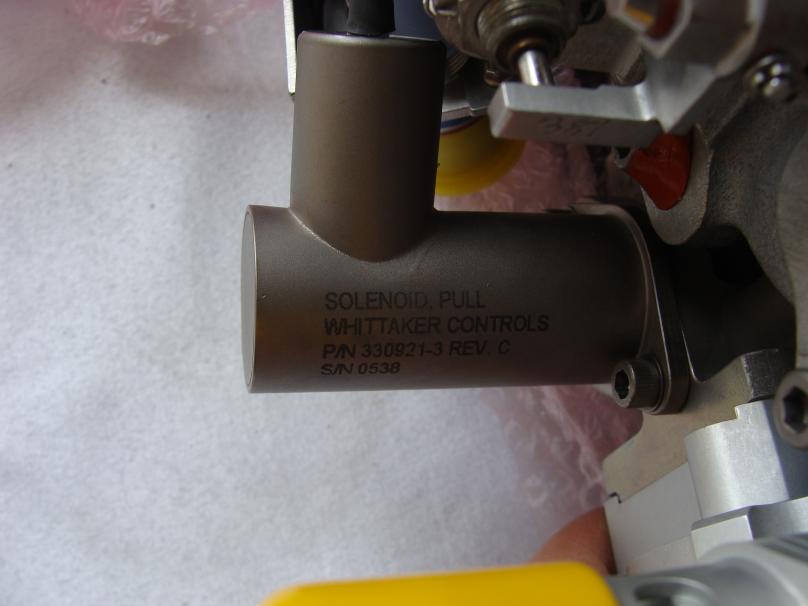 SOLENOID, PULL
WHITTAKER CONTROLS
P/N 330921-3 REV. C
S/N 0538